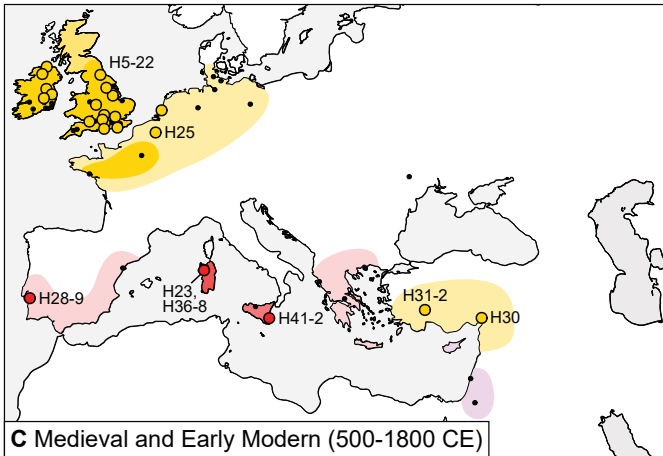 H5-22
H25
H28-9
H23,
H36-8
H41-2
H31-2
H30
C Medieval and Early Modern (500-1800 CE)